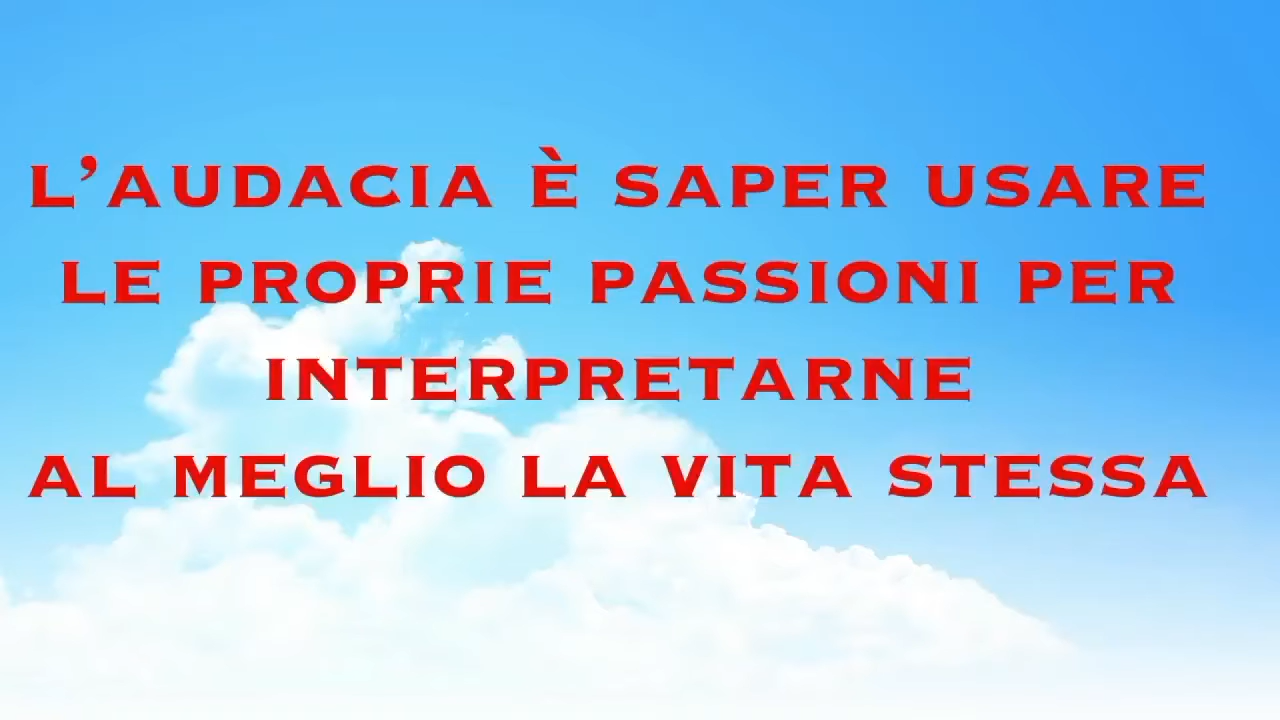 L'AUDACIA È SAPER USARE
LE PROPRIE PASSIONI PER
INTERPRETARNE
AL MEGLIO LA VITA STESSA